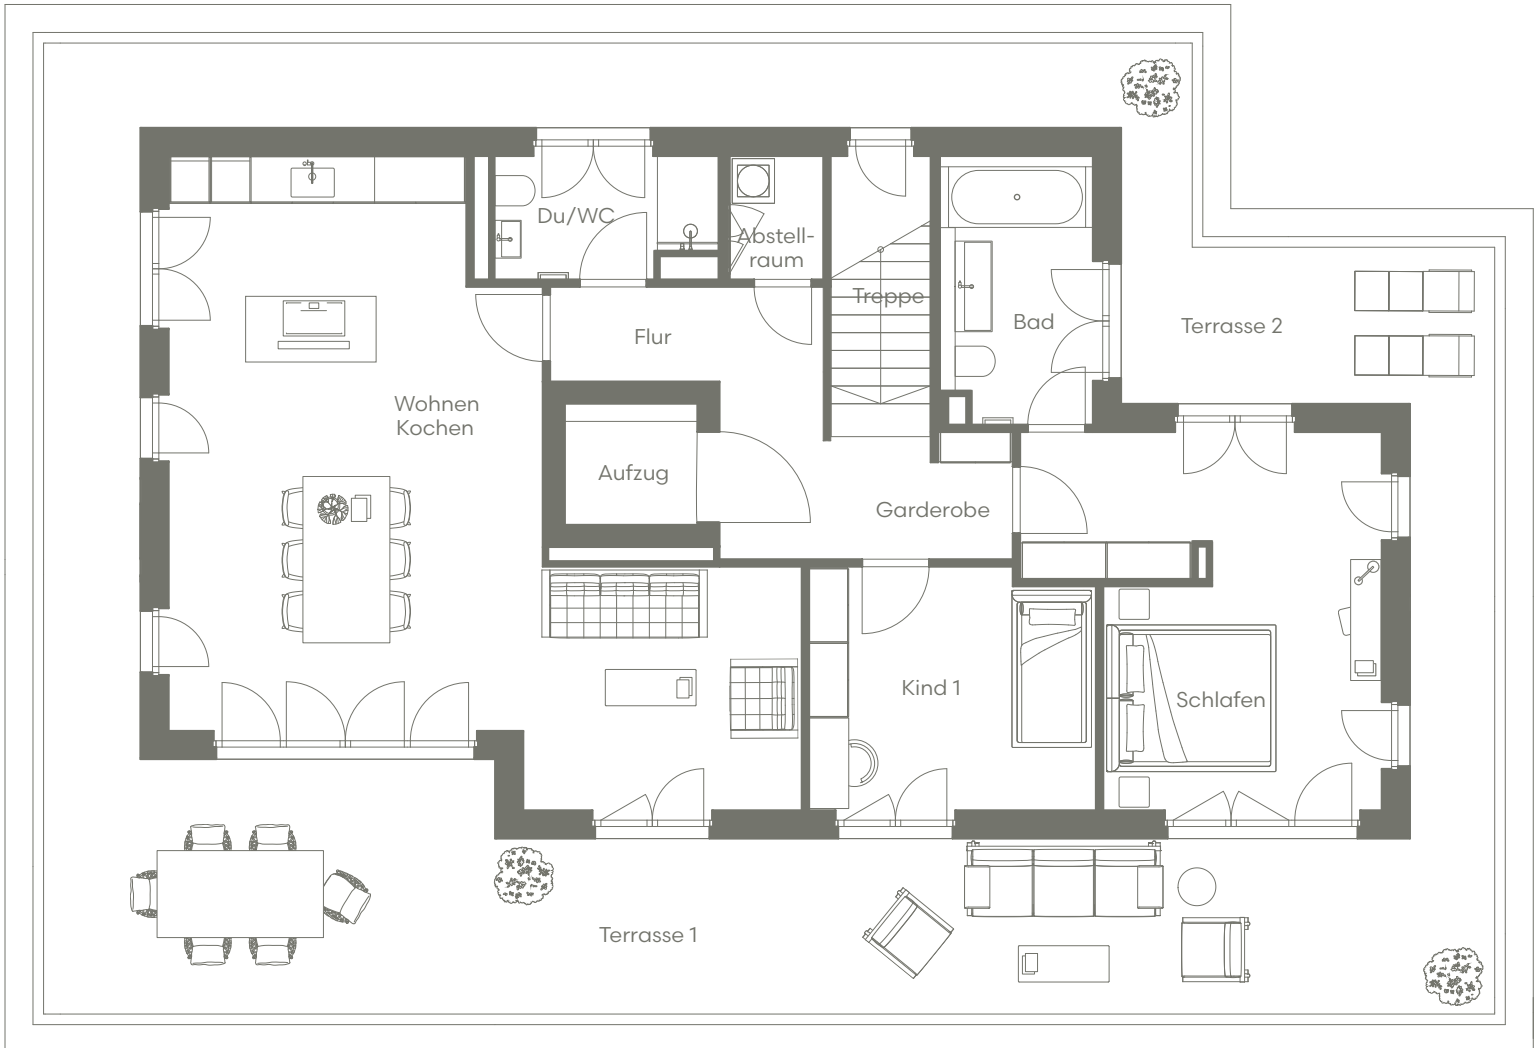 Du/WC
Abstell-
raum
Treppe
Bad
Terrasse 2
Flur
Wohnen
Kochen
Aufzug
Garderobe
Kind 1
Schlafen
Terrasse 1